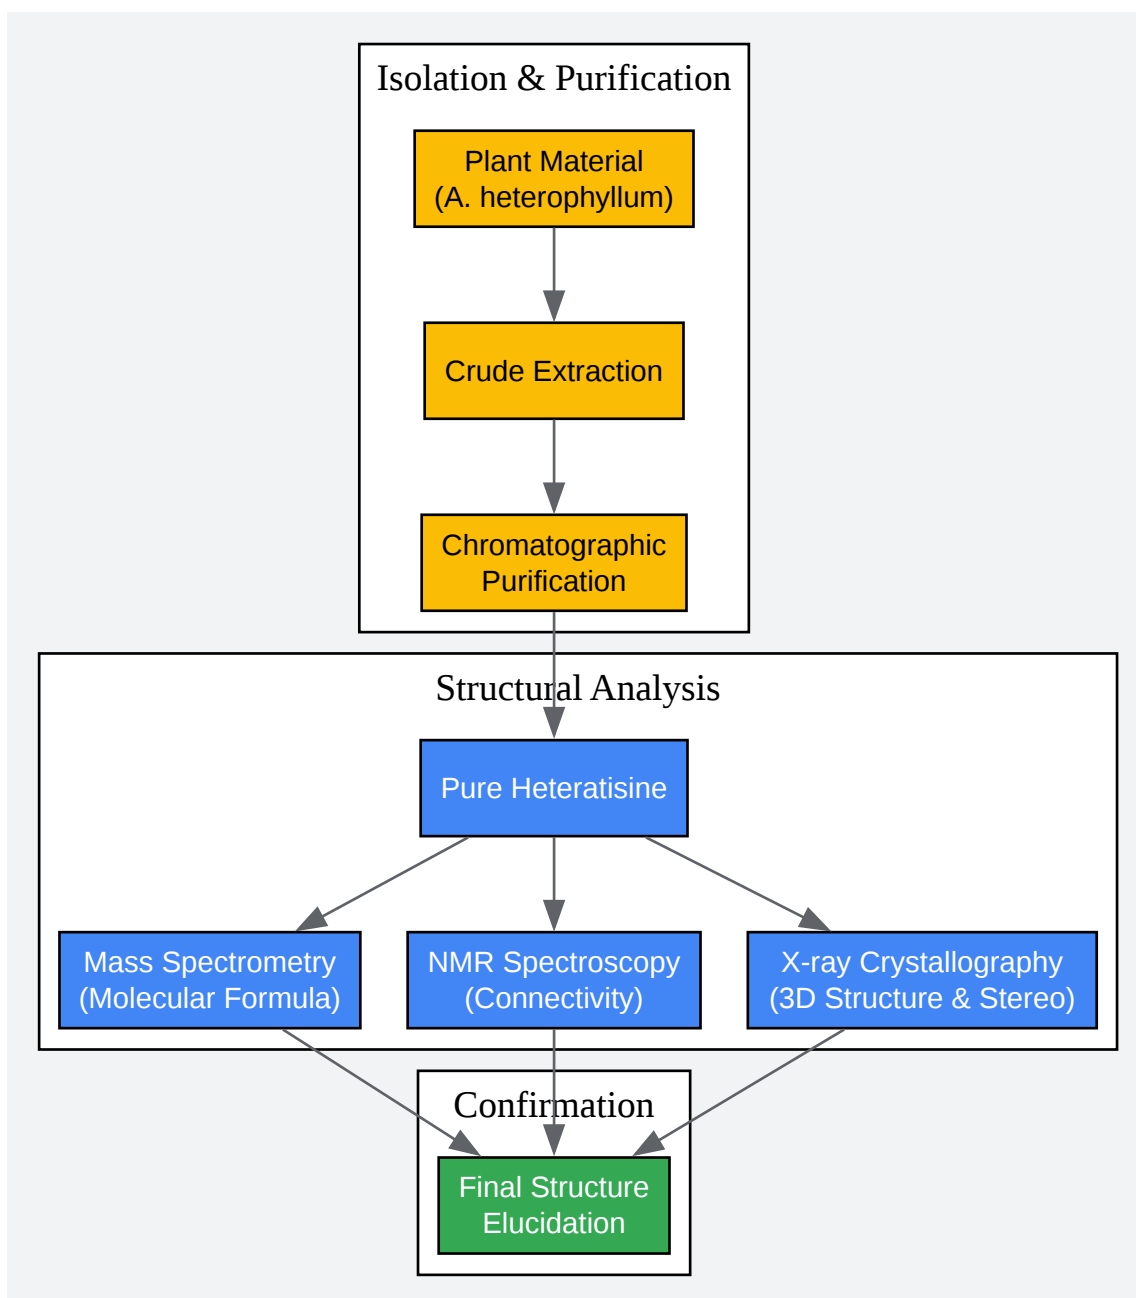 Isolation & Purification
Plant Material
(A. heterophyllum)
Crude Extraction
Chromatographic
Purification
Structural Analysis
Pure Heteratisine
Mass Spectrometry
(Molecular Formula)
NMR Spectroscopy
(Connectivity)
X-ray Crystallography
(3D Structure & Stereo)
Confirmation
Final Structure
Elucidation